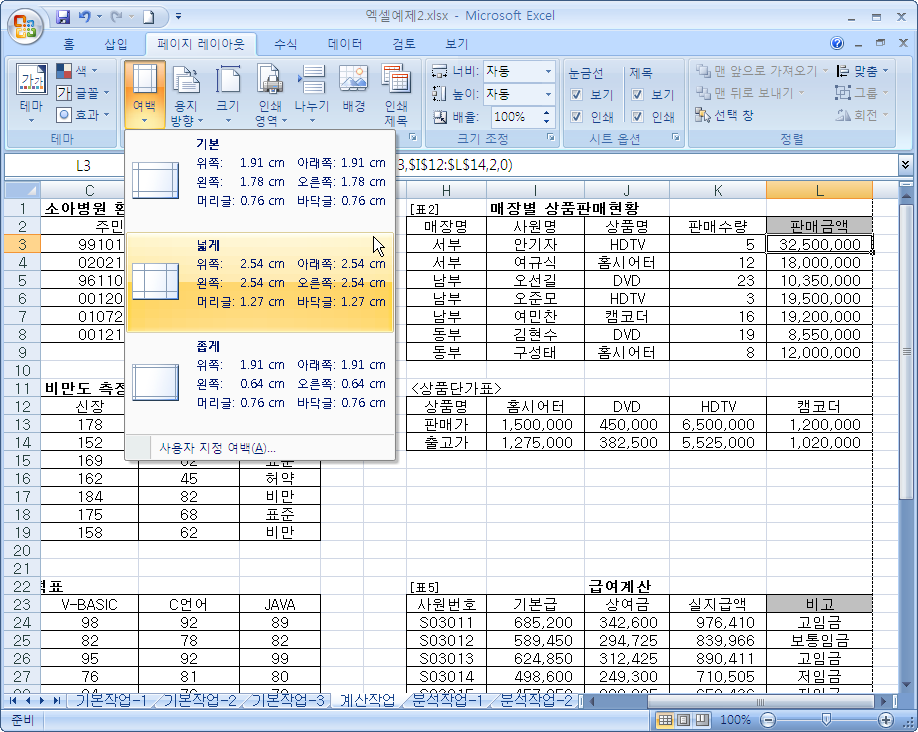 엑셀예제2.xlsx - Microsoft Excel
홈 삽입 페이지 레이아웃 수식 데이터 검토 보기
테마 색 글꼴 효과
테마
여백 용지 방향 크기 인쇄 영역 나누기 배경 인쇄 제목
너비: 자동
높이: 자동
배율: 100%
크기 조정
눈금선 제목
보기 보기
인쇄 인쇄
시트 옵션
맨 앞으로 가져오기 맞춤
맨 뒤로 보내기 그룹
선택 창 회전
정렬
L3 3,$I$12:$L$14,2,0)
기본
위쪽: 1.91 cm 아래쪽: 1.91 cm
왼쪽: 1.78 cm 오른쪽: 1.78 cm
머리글: 0.76 cm 바닥글: 0.76 cm
넓게
위쪽: 2.54 cm 아래쪽: 2.54 cm
왼쪽: 2.54 cm 오른쪽: 2.54 cm
머리글: 1.27 cm 바닥글: 1.27 cm
좁게
위쪽: 1.91 cm 아래쪽: 1.91 cm
왼쪽: 0.64 cm 오른쪽: 0.64 cm
머리글: 0.76 cm 바닥글: 0.76 cm
사용자 지정 여백(A)...
C H I J K L
1 소아병원 환 [표2] 매장별 상품판매현황
2 주민 매장명 사원명 상품명 판매수량 판매금액
3 99101 서부 안기자 HDTV 5 32,500,000
4 02021 서부 여규식 홈시어터 12 18,000,000
5 96110 남부 오선길 DVD 23 10,350,000
6 00120 남부 오준모 HDTV 3 19,500,000
7 01072 남부 여민찬 캠코더 16 19,200,000
8 00121 동부 김현수 DVD 19 8,550,000
9 동부 구성태 홈시어터 8 12,000,000
10
11 비만도 측정 <상품단가표>
12 신장 상품명 홈시어터 DVD HDTV 캠코더
13 178 판매가 1,500,000 450,000 6,500,000 1,200,000
14 152 출고가 1,275,000 382,500 5,525,000 1,020,000
15 169 62 표준
16 162 45 허약
17 184 82 비만
18 175 68 표준
19 158 62 비만
20
21
22 적표 [표5] 급여계산
23 V-BASIC C언어 JAVA 사원번호 기본급 상여금 실지급액 비고
24 98 92 89 S03011 685,200 342,600 976,410 고임금
25 82 78 82 S03012 589,450 294,725 839,966 보통임금
26 95 92 99 S03013 624,850 312,425 890,411 고임금
27 76 81 80 S03014 498,600 249,300 710,505 저임금
기본작업-1 기본작업-2 기본작업-3 계산작업 분석작업-1 분석작업-2
준비 100%